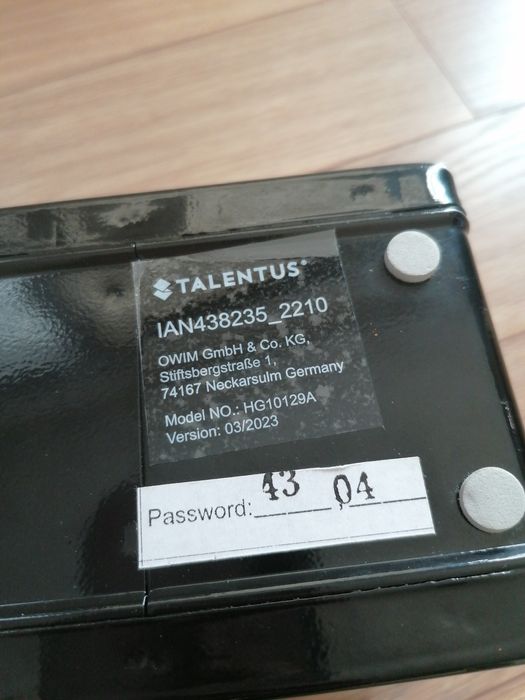 TALENTUS®
IAN438235_2210
OWIM GmbH & Co. KG,
Stiftsbergstraße 1,
74167 Neckarsulm Germany
Model NO.: HG10129A
Version: 03/2023
Password: 43 04